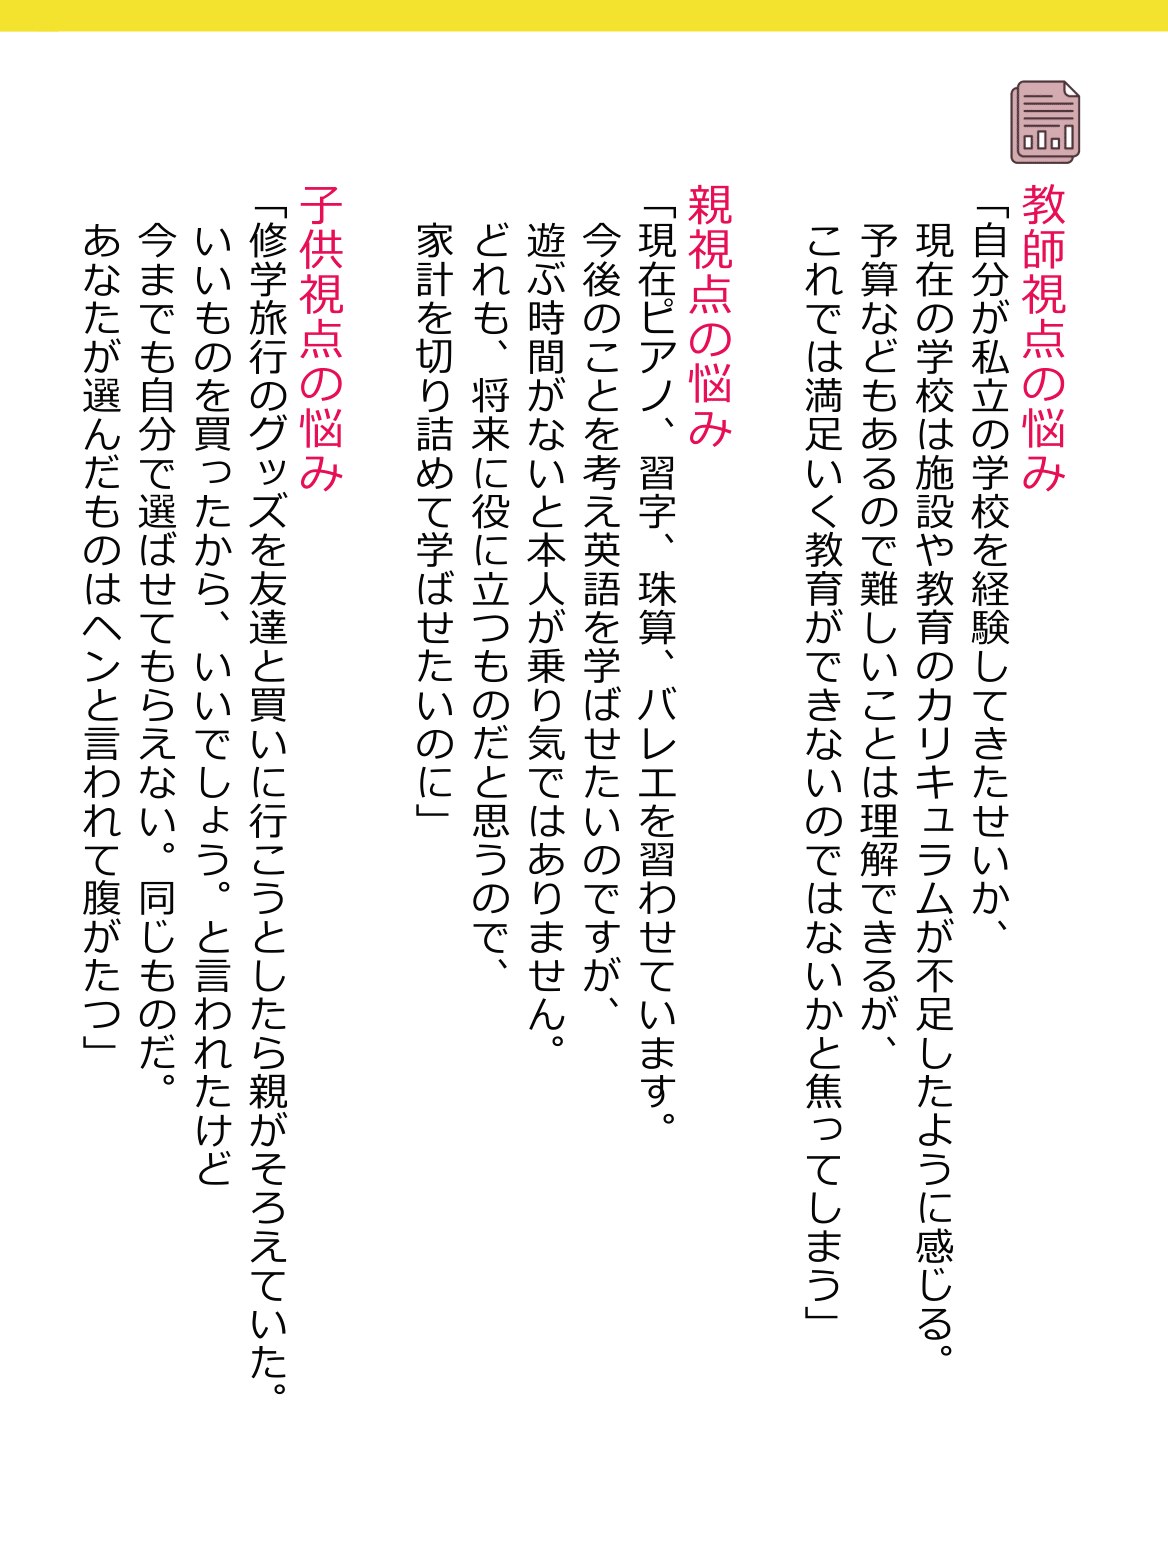 教師視点の悩み
「自分が私立の学校を経験してきたせいか、
現在の学校は施設や教育のカリキュラムが不足したように感じる。
予算などもあるので難しいことは理解できるが、
これでは満足いく教育ができないのではないかと焦ってしまう」
親視点の悩み
「現在ピアノ、習字、珠算、バレエを習わせています。
今後のことを考え英語を学ばせたいのですが、
遊ぶ時間がないと本人が乗り気ではありません。
どれも、将来に役に立つものだと思うので、
家計を切り詰めて学ばせたいのに」
子供視点の悩み
「修学旅行のグッズを友達と買いに行こうとしたら親がそろえていた。
いいものを買ったから、いいでしょう。と言われたけど
今までも自分で選ばせてもらえない。同じものだ。
あなたが選んだものはヘンと言われて腹がたつ」